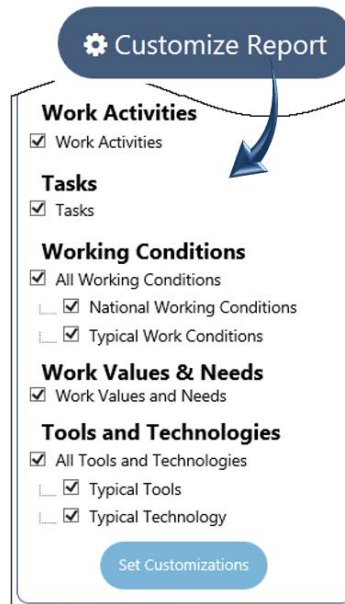 Customize Report
Work Activities
Work Activities
Tasks
Tasks
Working Conditions
All Working Conditions
National Working Conditions
Typical Work Conditions
Work Values & Needs
Work Values and Needs
Tools and Technologies
All Tools and Technologies
Typical Tools
Typical Technology
Set Customizations